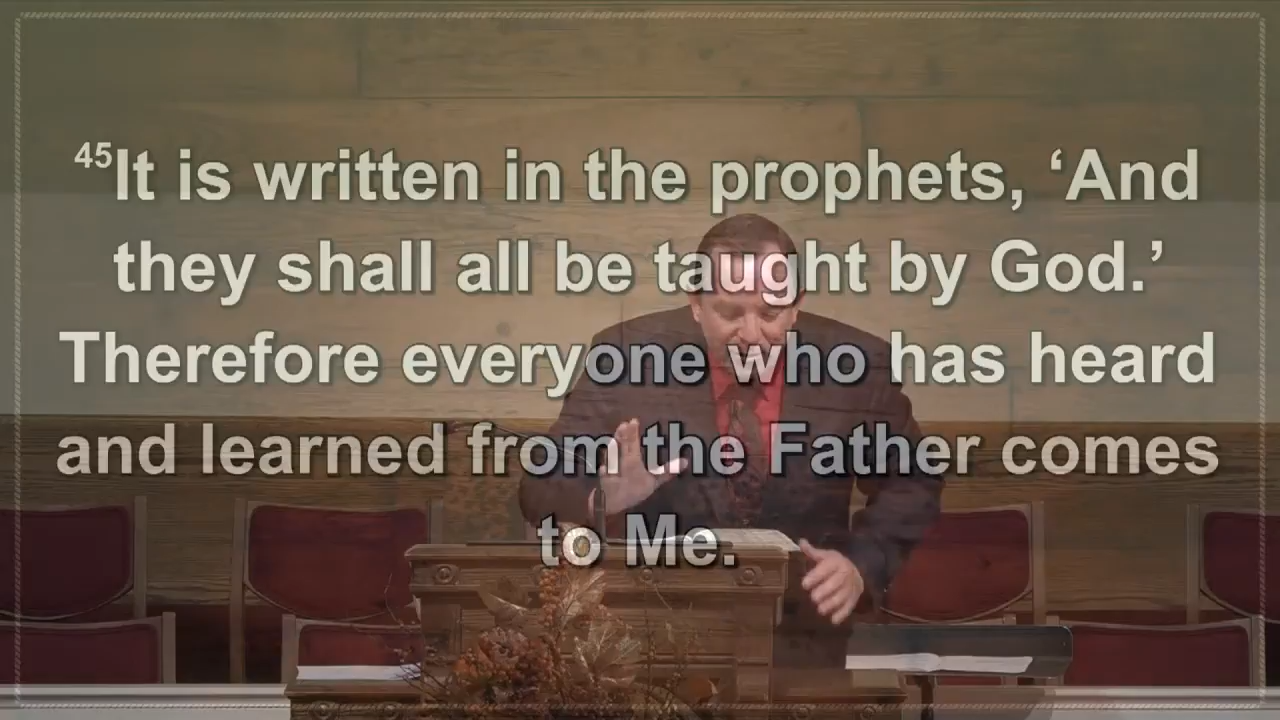 45It is written in the prophets, ‘And
they shall all be taught by God.’
Therefore everyone who has heard
and learned from the Father comes
to Me.